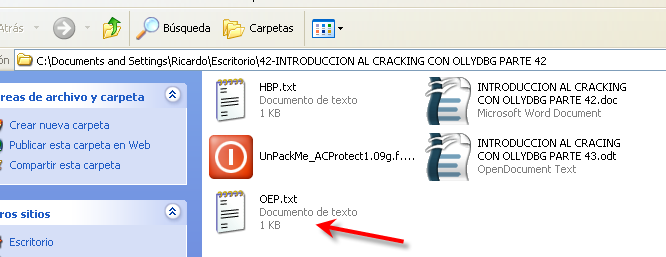 Atrás
Búsqueda
Carpetas
ón
C:\Documents and Settings\Ricardo\Escritorio\42-INTRODUCCION AL CRACKING CON OLLYDBG PARTE 42
areas de archivo y carpeta
Crear nueva carpeta
Publicar esta carpeta en Web
Compartir esta carpeta
ros sitios
Escritorio
HBP.txt
Documento de texto
1 KB
INTRODUCCION AL CRACKING
CON OLLYDBG PARTE 42.doc
Microsoft Word Document
UnPackMe_ACProtect1.09g.f....
INTRODUCCION AL CRACING
CON OLLYDBG PARTE 43.odt
OpenDocument Text
OEP.txt
Documento de texto
1 KB